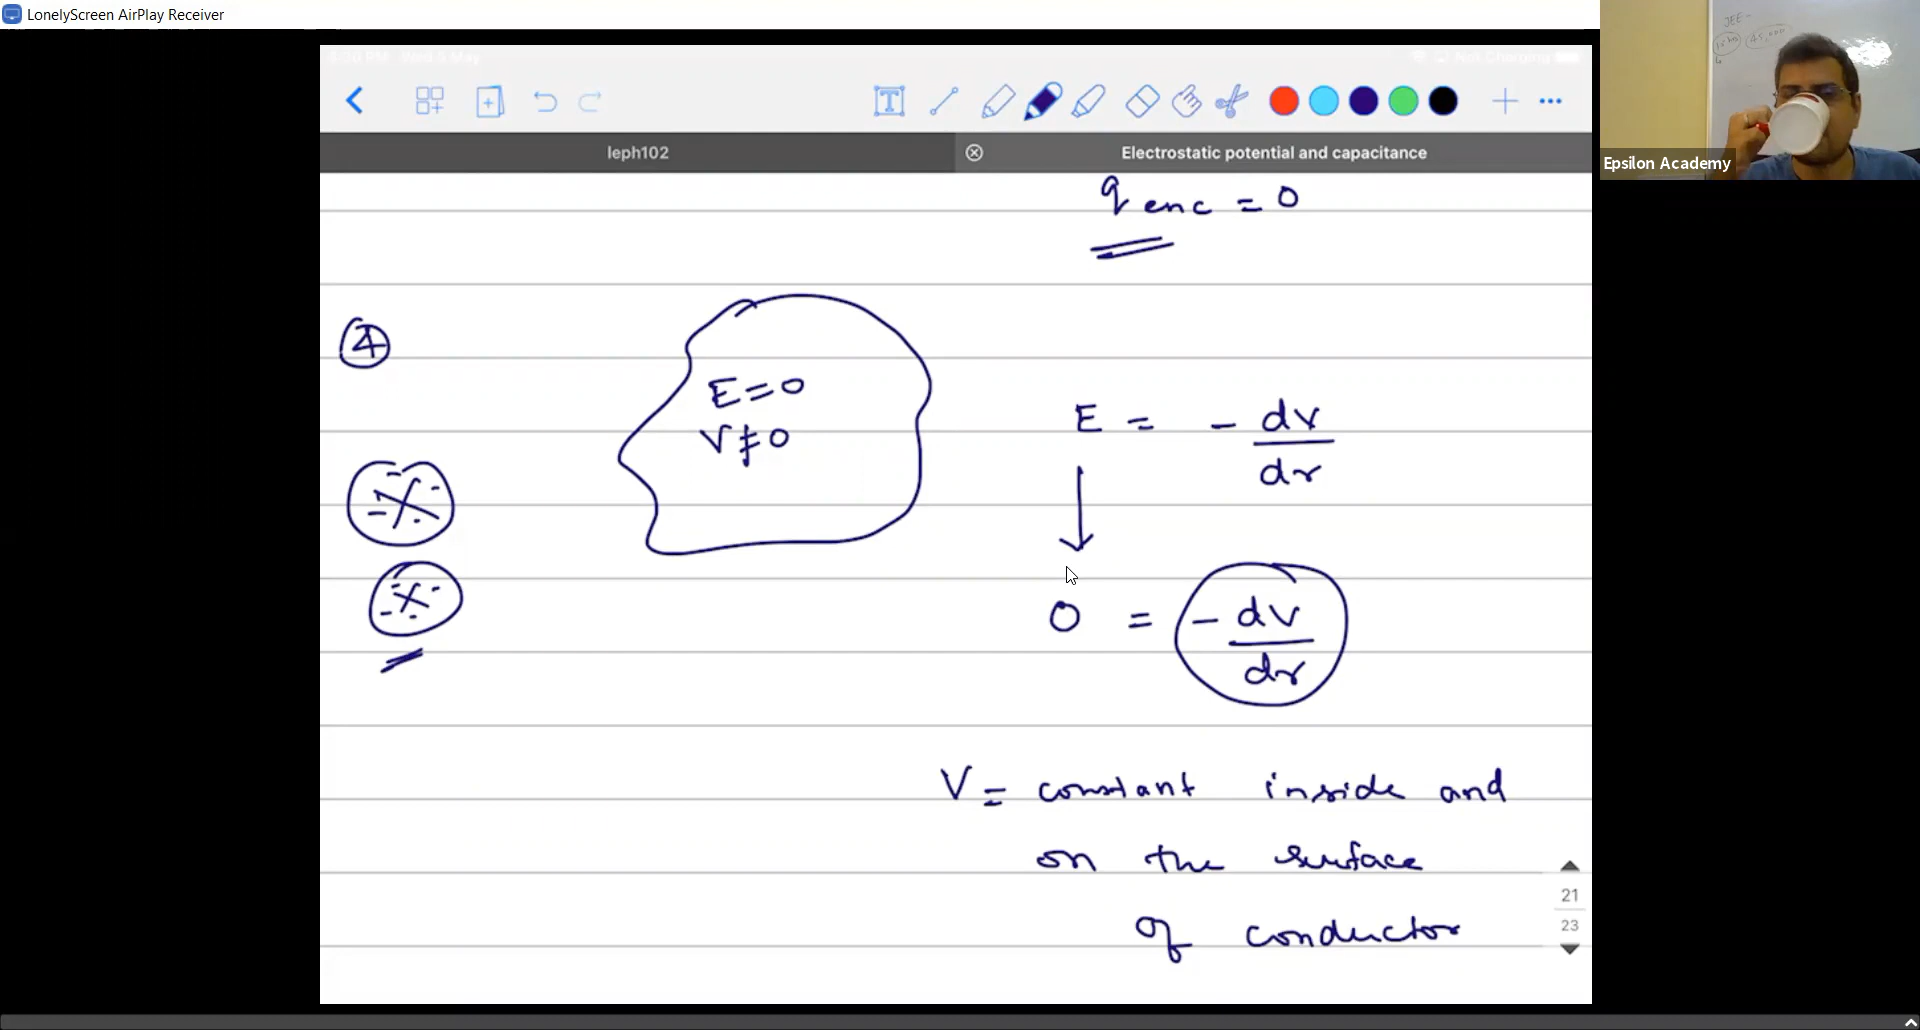 LonelyScreen AirPlay Receiver
JEE-
Epsilon Academy
leph102
Electrostatic potential and capacitance
q enc = 0
④
E = 0
V ≠ 0
E = - dv/dr
0 = - dv/dr
V = constant inside and
on the surface
of conductor
21
23